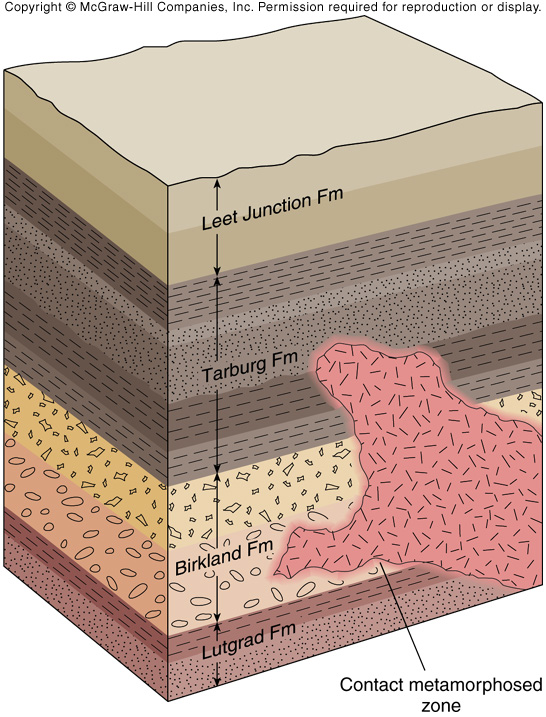 Copyright © McGraw-Hill Companies, Inc. Permission required for reproduction or display.
Leet Junction Fm
Tarburg Fm
Birkland Fm
Lutgrad Fm
Contact metamorphosed
zone